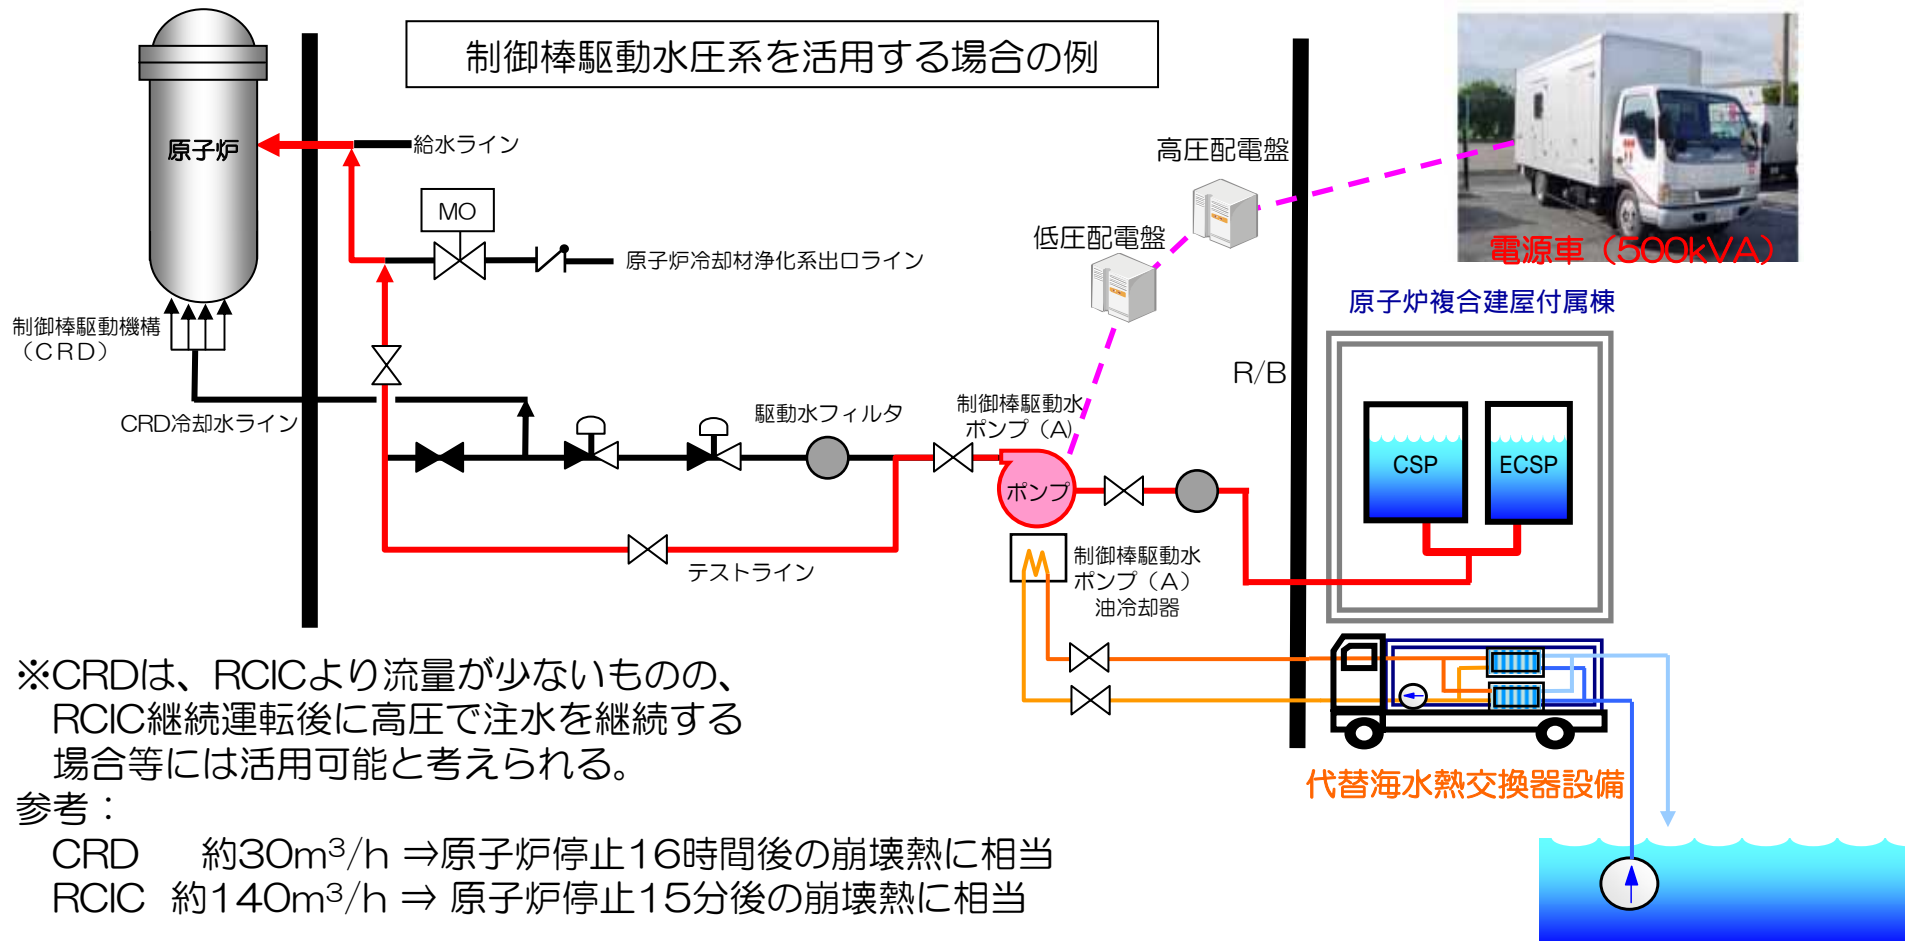 制御棒駆動水圧系を活用する場合の例
原子炉
給水ライン
MO
原子炉冷却材浄化系出口ライン
高圧配電盤
低圧配電盤
電源車（500kVA）
原子炉複合建屋付属棟
制御棒駆動機構
（CRD）
CRD冷却水ライン
駆動水フィルタ
制御棒駆動水
ポンプ（A）
R/B
ポンプ
CSP
ECSP
テストライン
制御棒駆動水
ポンプ（A）
油冷却器
代替海水熱交換器設備
※CRDは、RCICより流量が少ないものの、
RCIC継続運転後に高圧で注水を継続する
場合等には活用可能と考えられる。
参考：
CRD 約30m³/h ⇒原子炉停止16時間後の崩壊熱に相当
RCIC 約140m³/h ⇒ 原子炉停止15分後の崩壊熱に相当